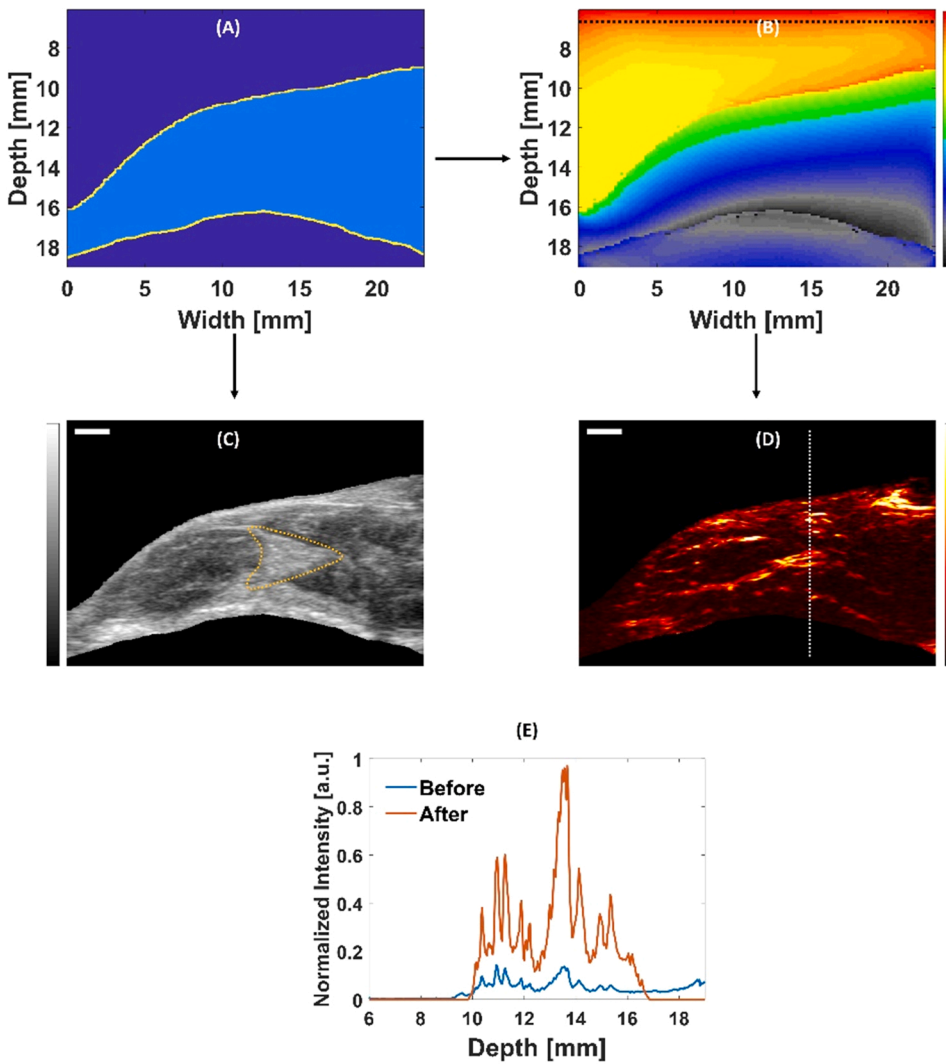 (A)
Depth [mm]
8
10
12
14
16
18
0 5 10 15 20
Width [mm]
(B)
Depth [mm]
8
10
12
14
16
18
0 5 10 15 20
Width [mm]
(C)
(D)
(E)
Normalized Intensity [a.u.]
1
0.8
0.6
0.4
0.2
0
Before
After
6 8 10 12 14 16 18
Depth [mm]